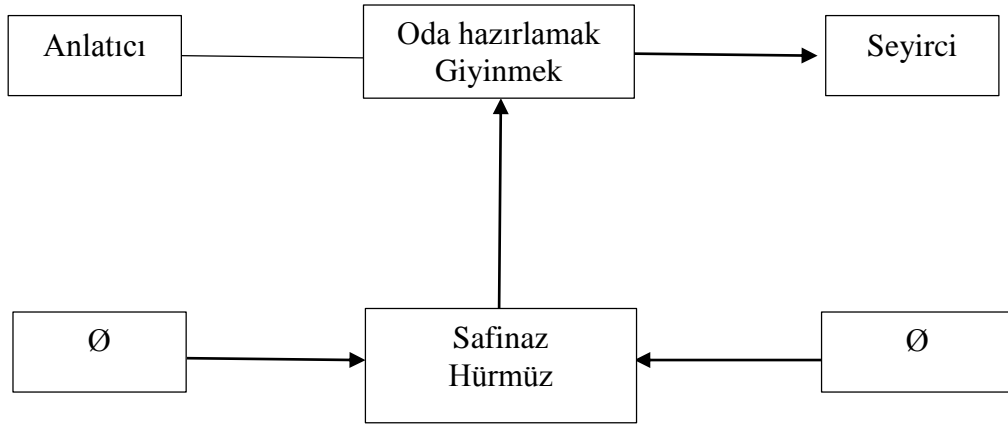 Anlatıcı
Oda hazırlamak
Giyinmek
Seyirci
Ø
Safinaz
Hürmüz
Ø